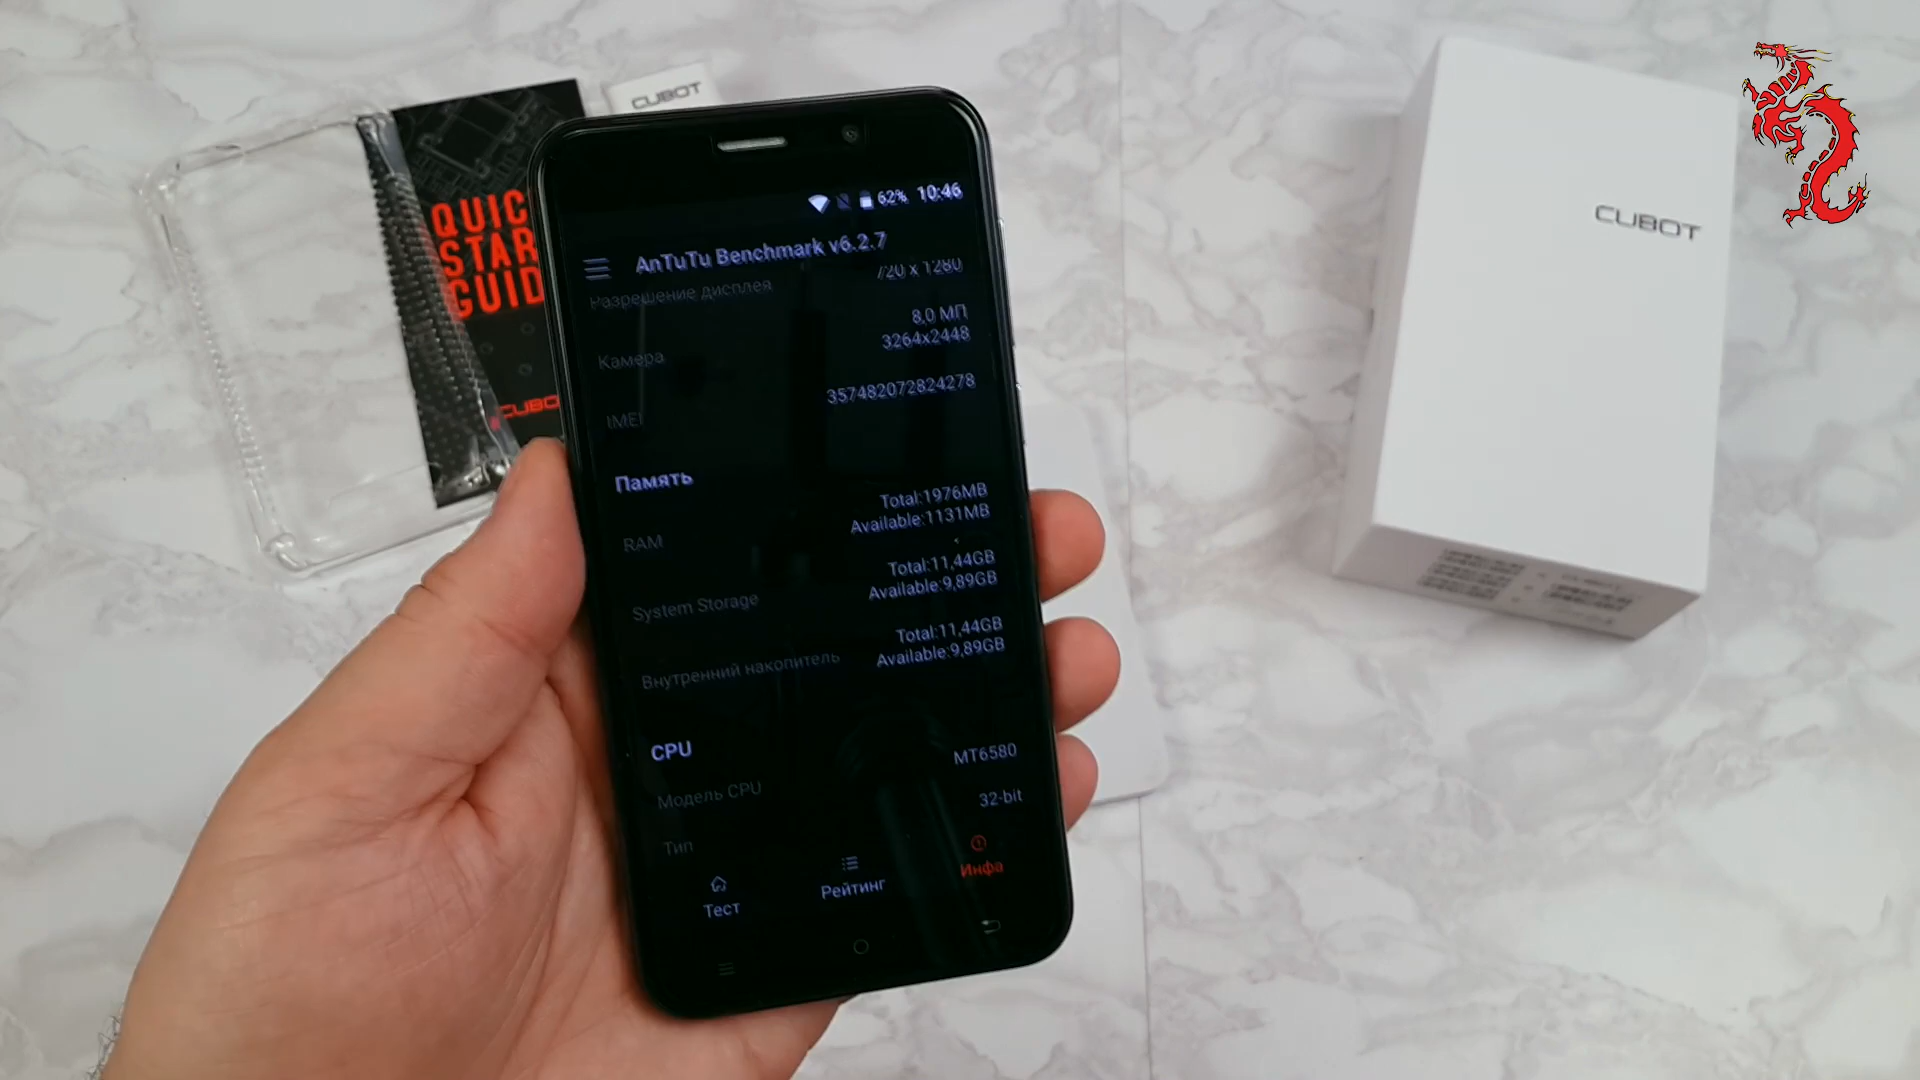 CUBOT
QUIC
STAR
GUID
CUBO
62% 10:46
AnTuTu Benchmark v6.2.7
Разрешение дисплея
720 x 1280
8,0 МП
3264x2448
Камера
357482072824278
IMEI
Память
Total:1976MB
Available:1131MB
RAM
Total:11,44GB
Available:9,89GB
System Storage
Total:11,44GB
Available:9,89GB
Внутренний накопитель
CPU
MT6580
Модель CPU
32-bit
Тип
Тест
Рейтинг
Инфа
CUBOT